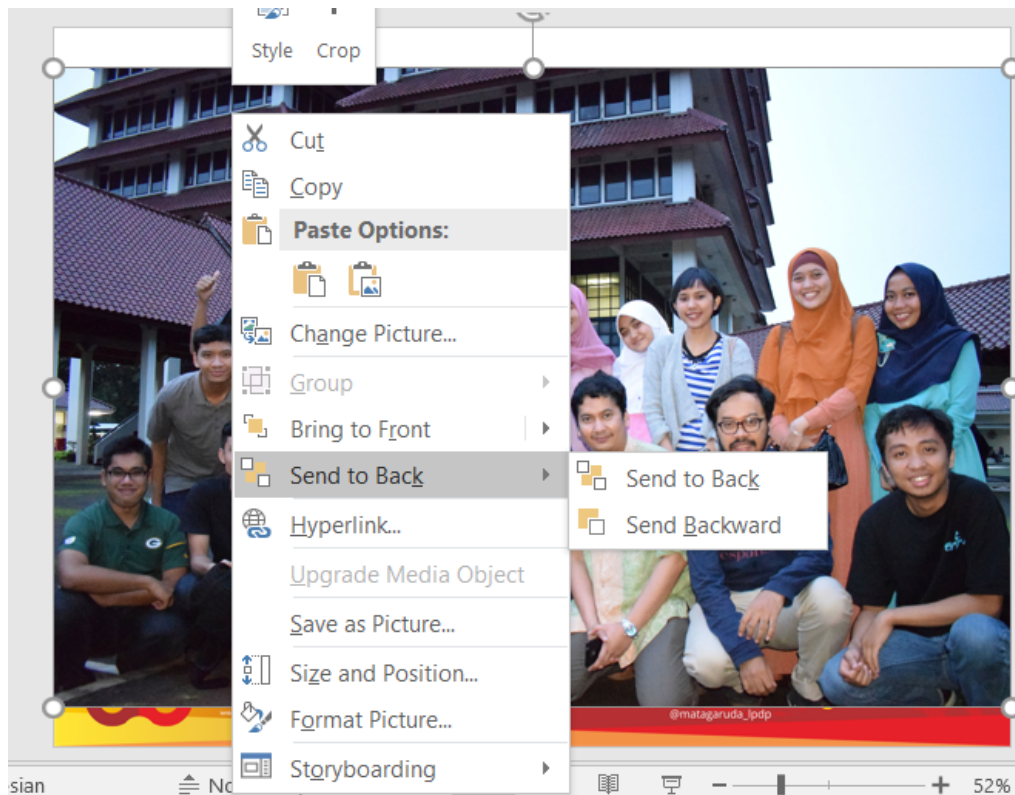 Style Crop
Cut
Copy
Paste Options:
Change Picture...
Group
Bring to Front
Send to Back
Send to Back
Hyperlink...
Send Backward
Upgrade Media Object
Save as Picture...
Size and Position...
Format Picture...
@matagaruda_lpdp
Storyboarding
sian
No
52%